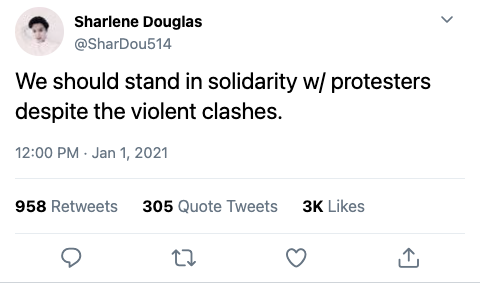 Sharlene Douglas
@SharDou514
We should stand in solidarity w/ protesters
despite the violent clashes.
12:00 PM · Jan 1, 2021
958 Retweets 305 Quote Tweets 3K Likes